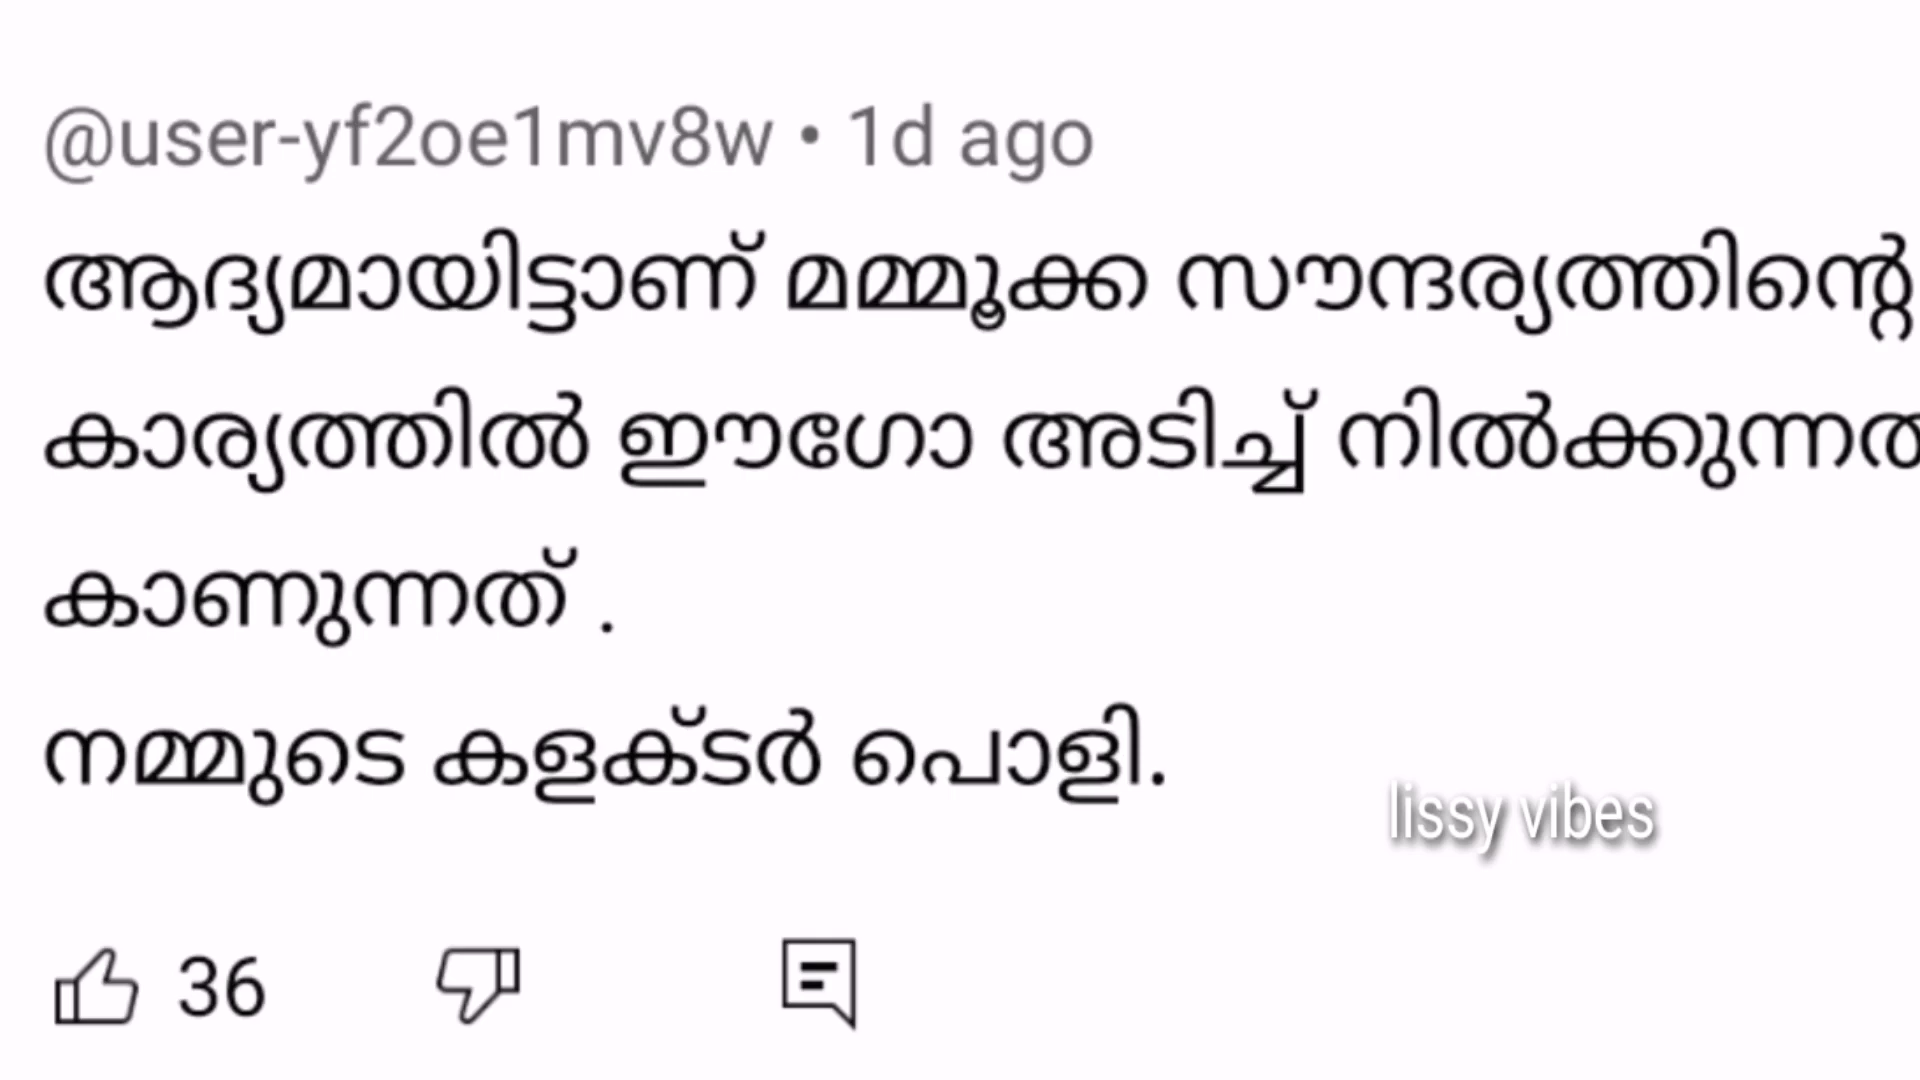 @user-yf2oe1mv8w • 1d ago
ആദ്യമായിട്ടാണ് മമ്മൂക്ക സൗന്ദര്യത്തിന്റെ
കാര്യത്തിൽ ഈഗോ അടിച്ച് നിൽക്കുന്നത
കാണുന്നത് .
നമ്മുടെ കളക്ടർ പൊളി.
lissy vibes
36